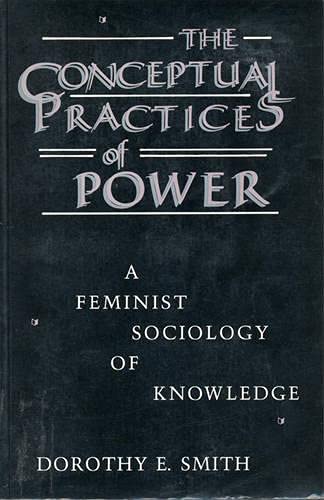 THE
CONCEPTUAL
PRACTICES
of
POWER
A
FEMINIST
SOCIOLOGY
OF
KNOWLEDGE
DOROTHY E. SMITH